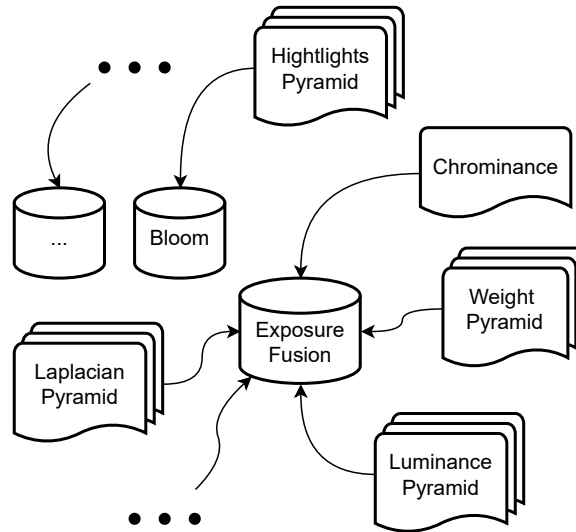 Hightlights
Pyramid
Chrominance
...
Bloom
Weight
Pyramid
Exposure
Fusion
Laplacian
Pyramid
Luminance
Pyramid